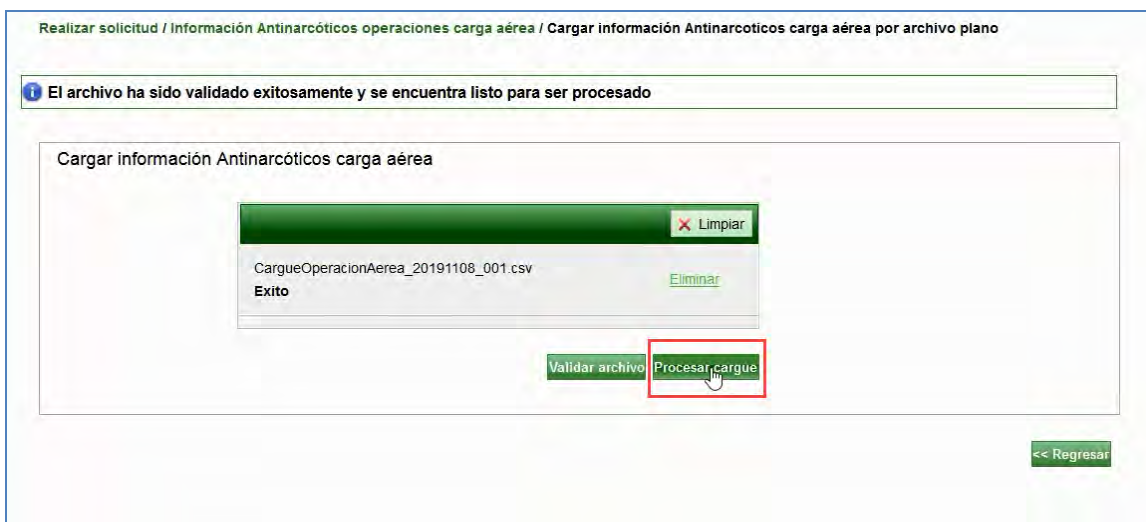 Realizar solicitud / Información Antinarcóticos operaciones carga aérea / Cargar información Antinarcoticos carga aérea por archivo plano
El archivo ha sido validado exitosamente y se encuentra listo para ser procesado
Cargar información Antinarcóticos carga aérea
Limpiar
CargueOperacionAerea_20191108_001.csv
Eliminar
Exito
Validar archivo Procesar cargue
<< Regresar